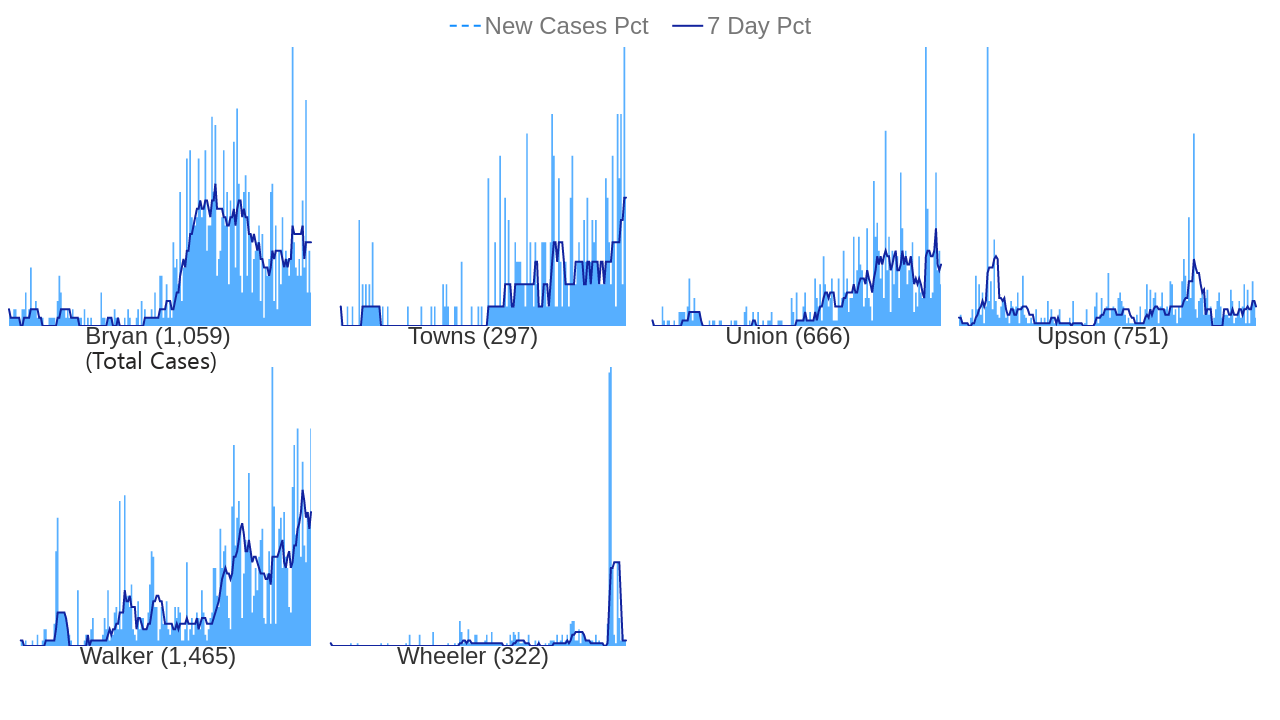 New Cases Pct 7 Day Pct
Bryan (1,059) Towns (297) Union (666) Upson (751)
(Total Cases)
Walker (1,465) Wheeler (322)